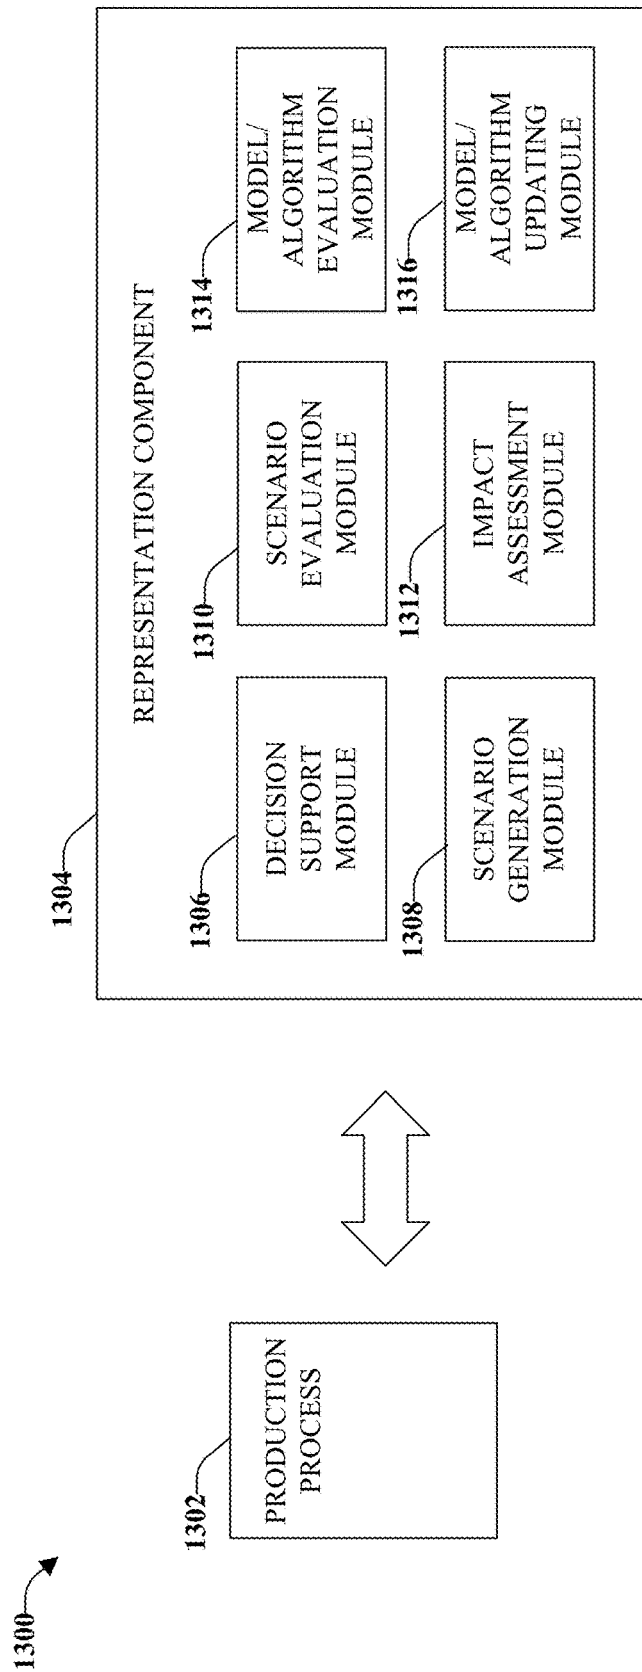 1300
1302
PRODUCTION
PROCESS
1304
REPRESENTATION COMPONENT
1306
DECISION
SUPPORT
MODULE
1310
SCENARIO
EVALUATION
MODULE
1314
MODEL/
ALGORITHM
EVALUATION
MODULE
1308
SCENARIO
GENERATION
MODULE
1312
IMPACT
ASSESSMENT
MODULE
1316
MODEL/
ALGORITHM
UPDATING
MODULE